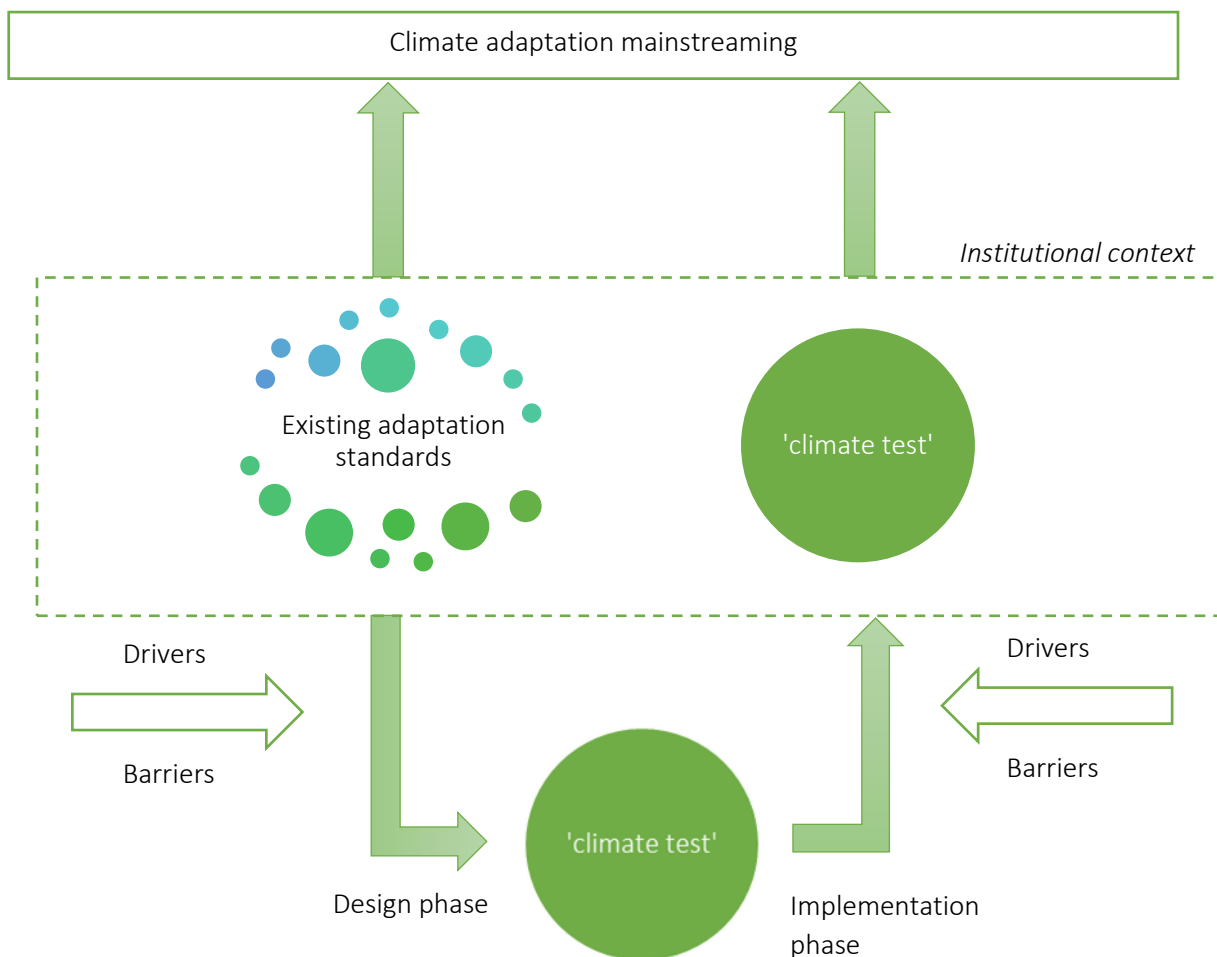 Climate adaptation mainstreaming
Institutional context
Existing adaptation
standards
'climate test'
Drivers
Barriers
Drivers
Barriers
'climate test'
Design phase
Implementation
phase